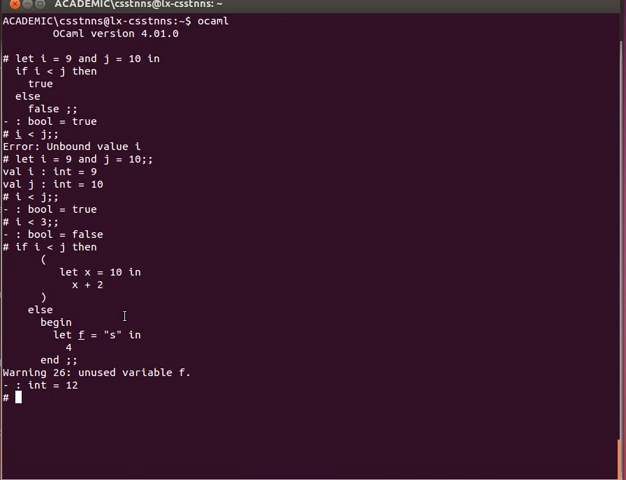 ACADEMIC\csstnns@lx-csstnns: ~
ACADEMIC\csstnns@lx-csstnns:~$ ocaml
        OCaml version 4.01.0
# let i = 9 and j = 10 in
  if i < j then
    true
  else
    false ;;
- : bool = true
# i < j;;
Error: Unbound value i
# let i = 9 and j = 10;;
val i : int = 9
val j : int = 10
# i < j;;
- : bool = true
# i < 3;;
- : bool = false
# if i < j then
      (
         let x = 10 in
           x + 2
      )
    else
      begin
        let f = "s" in
          4
      end ;;
Warning 26: unused variable f.
- : int = 12
#